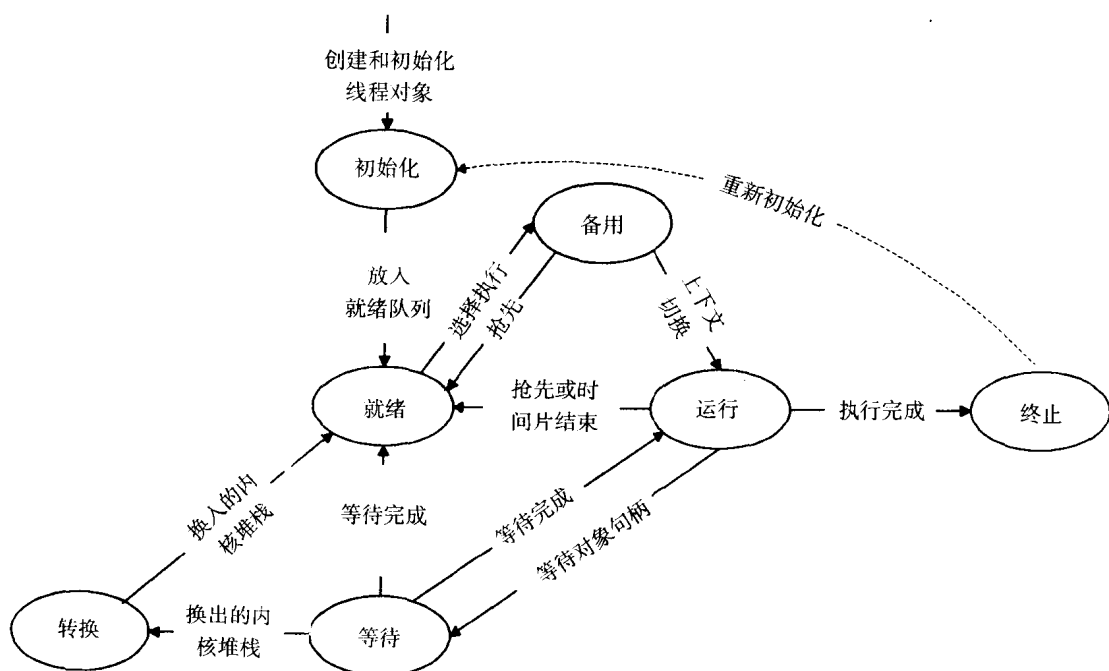 创建和初始化
线程对象
初始化
重新初始化
备用
放入
就绪队列
选择执行
抢先
上下文
切换
就绪
抢先或时
间片结束
运行
执行完成
终止
换入的内
核堆栈
等待完成
等待完成
等待对象句柄
转换
换出的内
核堆栈
等待